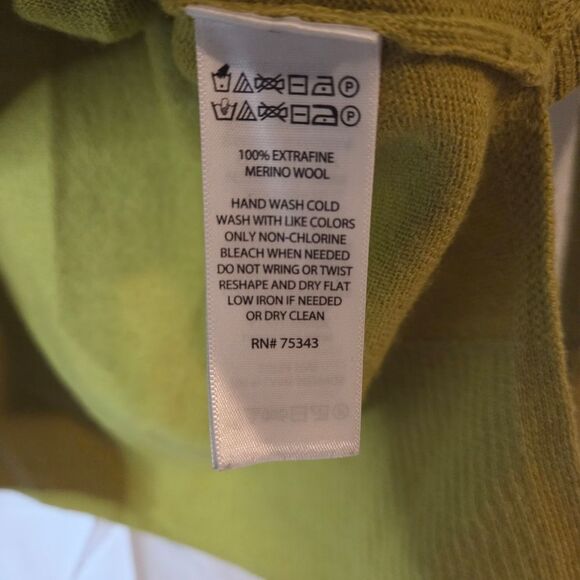 P
P
100% EXTRAFINE
MERINO WOOL
HAND WASH COLD
WASH WITH LIKE COLORS
ONLY NON-CHLORINE
BLEACH WHEN NEEDED
DO NOT WRING OR TWIST
RESHAPE AND DRY FLAT
LOW IRON IF NEEDED
OR DRY CLEAN
RN# 75343